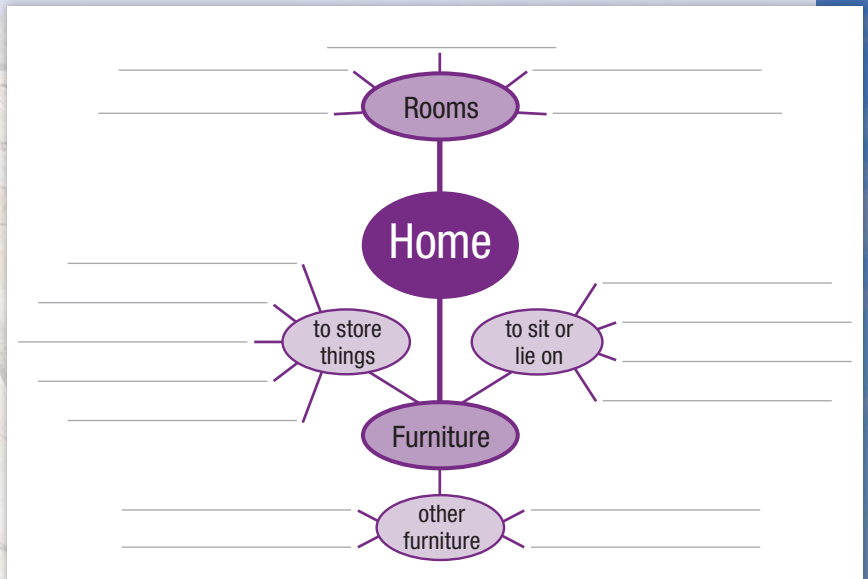 Rooms
Home
to store
things
to sit or
lie on
Furniture
other
furniture